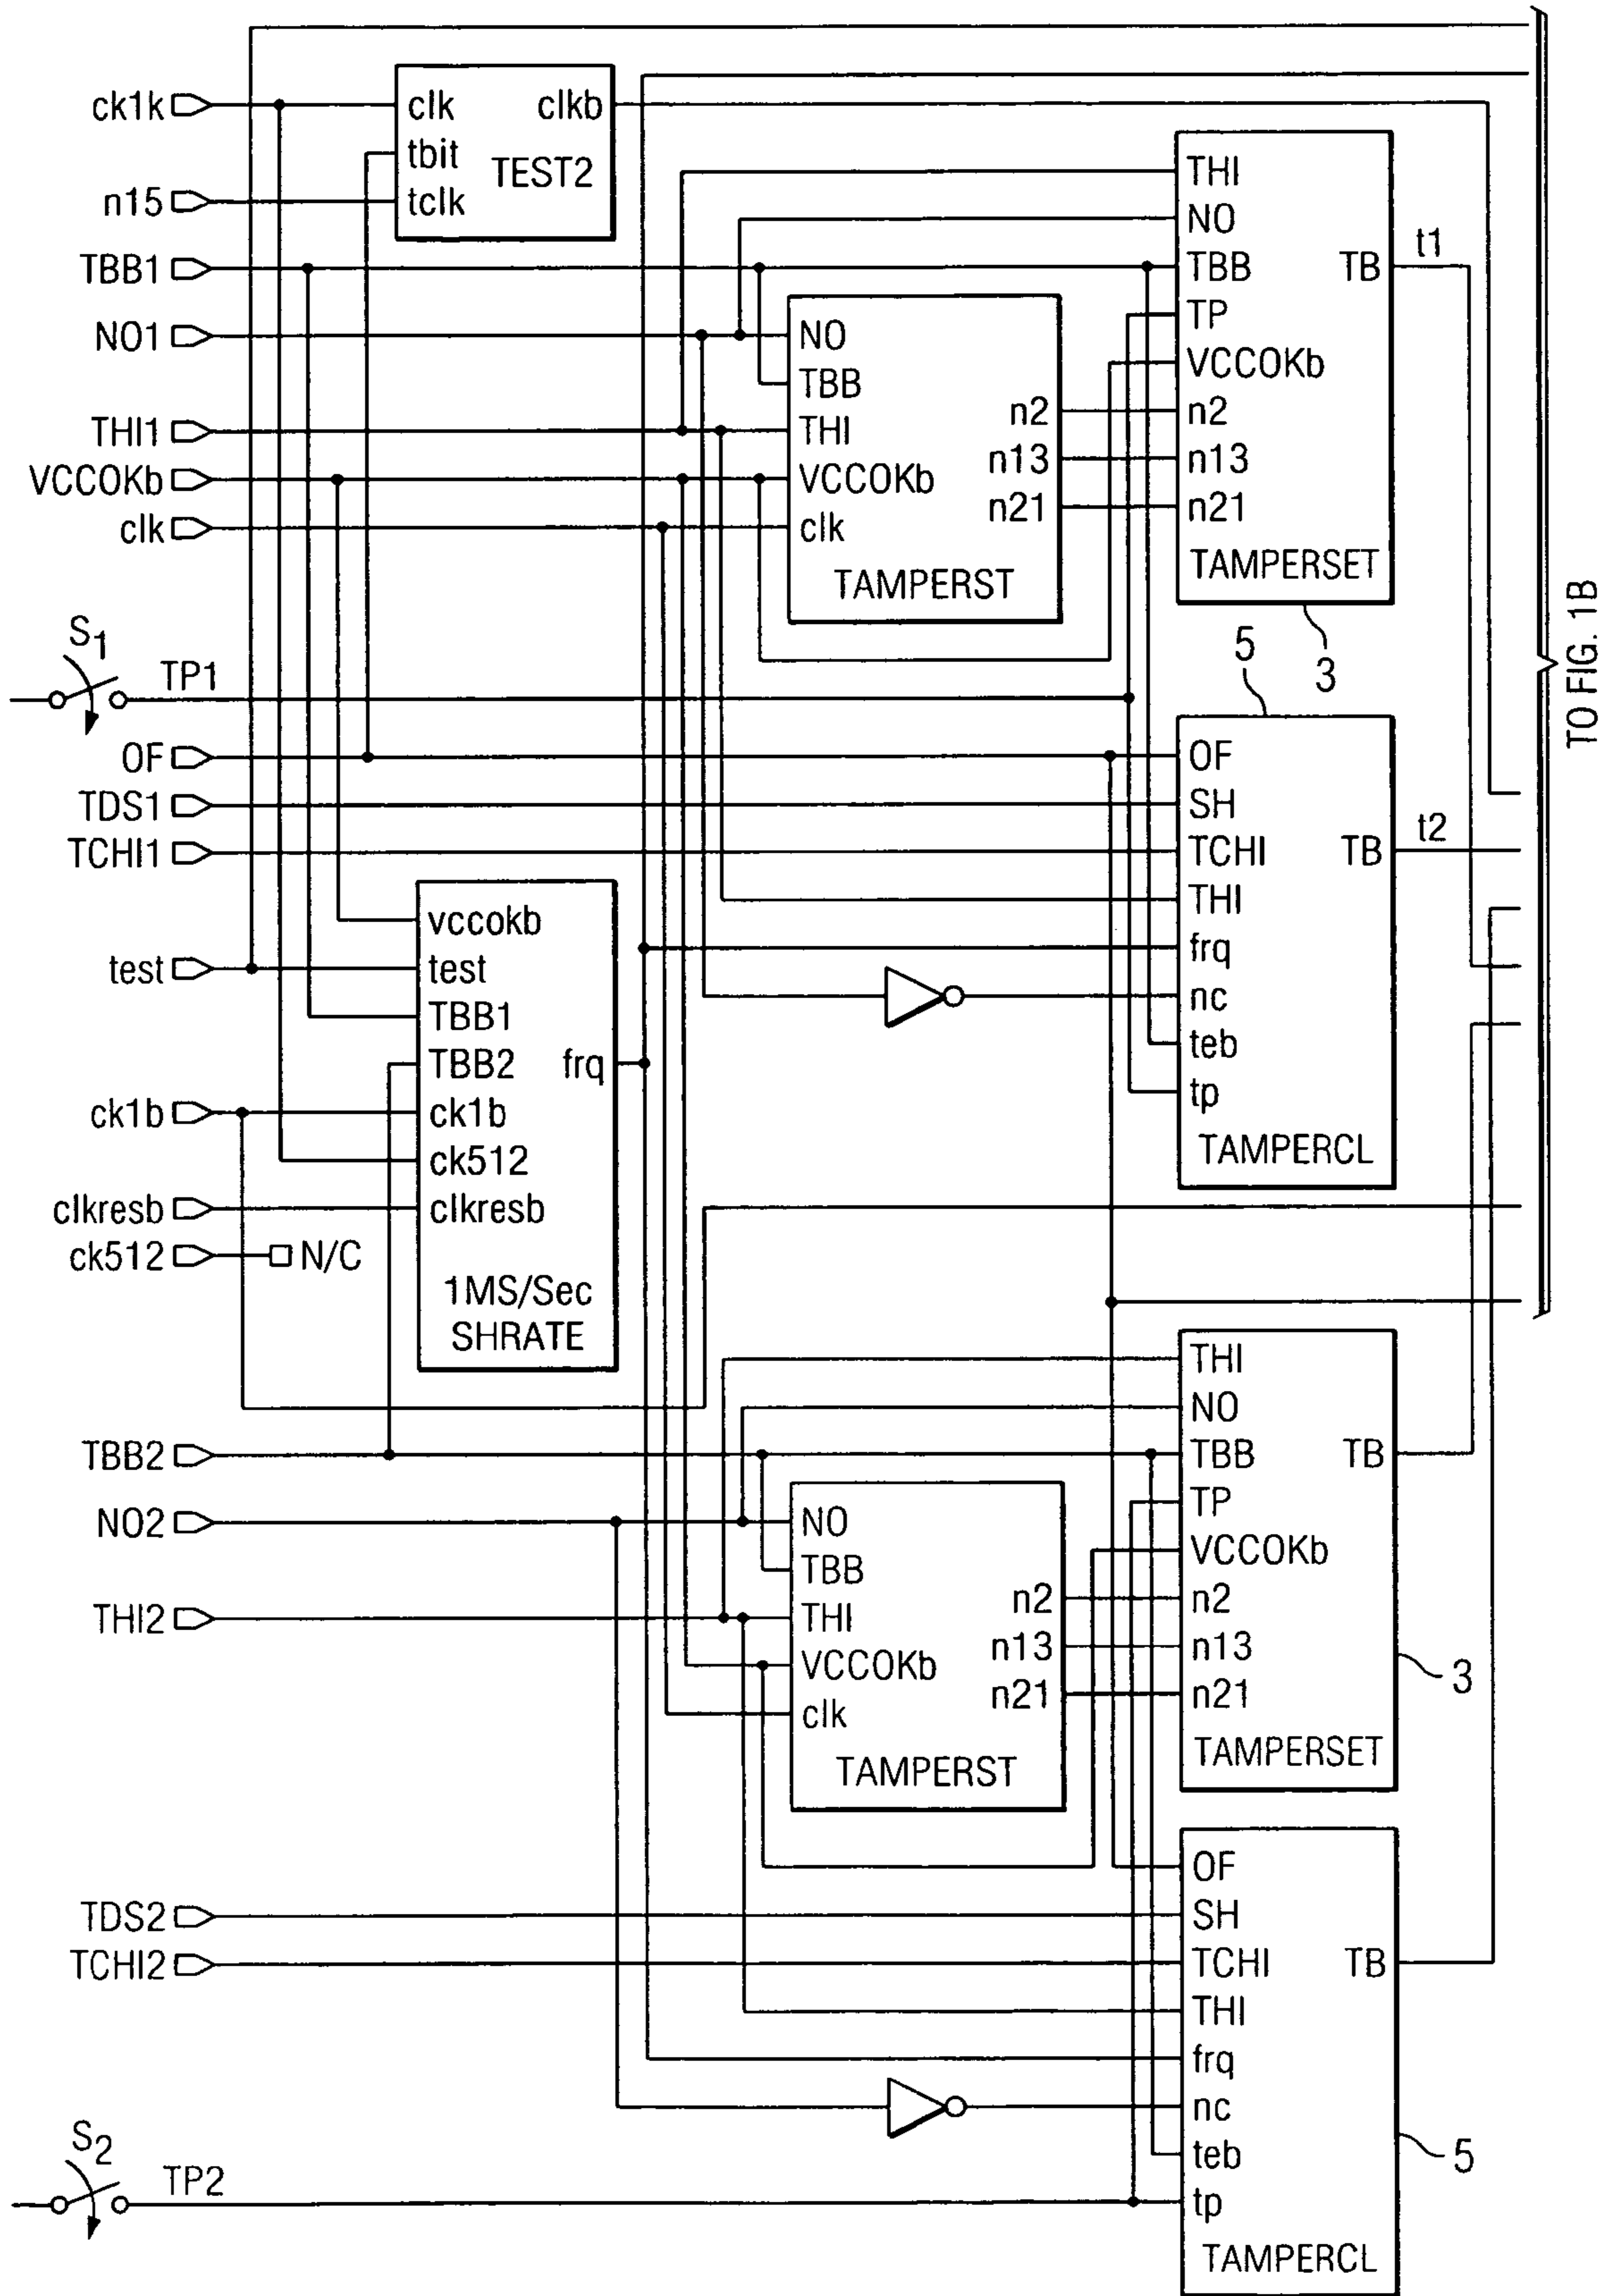 ck1k
n15
TBB1
NO1
THI1
VCCOKb
clk
S1
TP1
OF
TDS1
TCHI1
test
ck1b
clkresb
ck512
N/C
TBB2
NO2
THI2
TDS2
TCHI2
S2
TP2
clk
clkb
tbit
TEST2
tclk
NO
TBB
THI
n2
n13
VCCOKb
n21
clk
TAMPERST
THI
NO
TBB
TB
t1
TP
VCCOKb
n2
n13
n21
TAMPERSET
3
5
OF
SH
t2
TCHI
TB
THI
frq
nc
teb
tp
TAMPERCL
vccokb
test
TBB1
TBB2
frq
ck1b
ck512
clkresb
1MS/Sec
SHRATE
NO
TBB
THI
n2
n13
VCCOKb
n21
clk
TAMPERST
THI
NO
TBB
TB
TP
VCCOKb
n2
n13
n21
3
TAMPERSET
OF
SH
TCHI
TB
THI
frq
nc
teb
5
tp
TAMPERCL
TO FIG. 1B